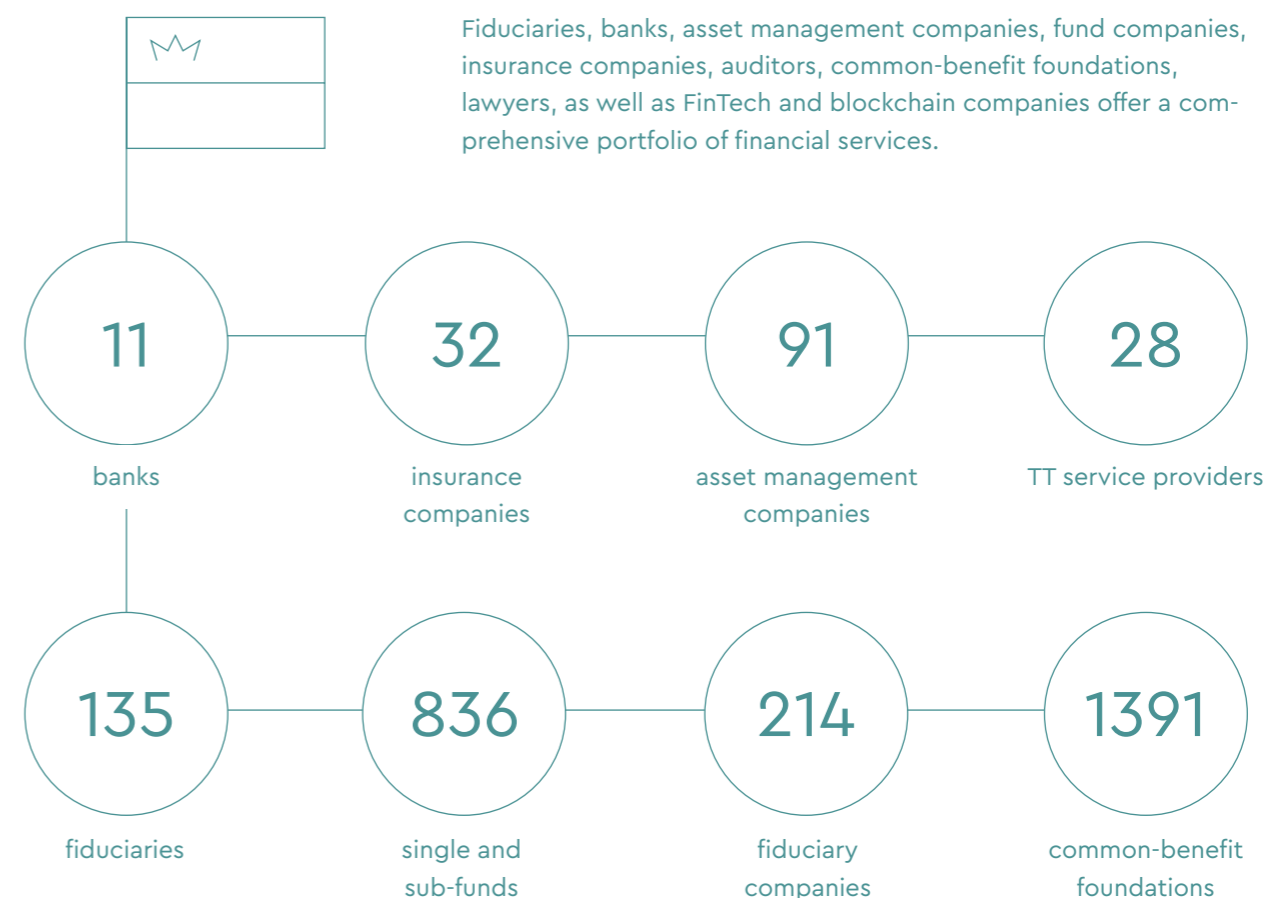 Fiduciaries, banks, asset management companies, fund companies,
insurance companies, auditors, common-benefit foundations,
lawyers, as well as FinTech and blockchain companies offer a com-
prehensive portfolio of financial services.
11
32
91
28
banks
insurance
companies
asset management
companies
TT service providers
135
836
214
1391
fiduciaries
single and
sub-funds
fiduciary
companies
common-benefit
foundations